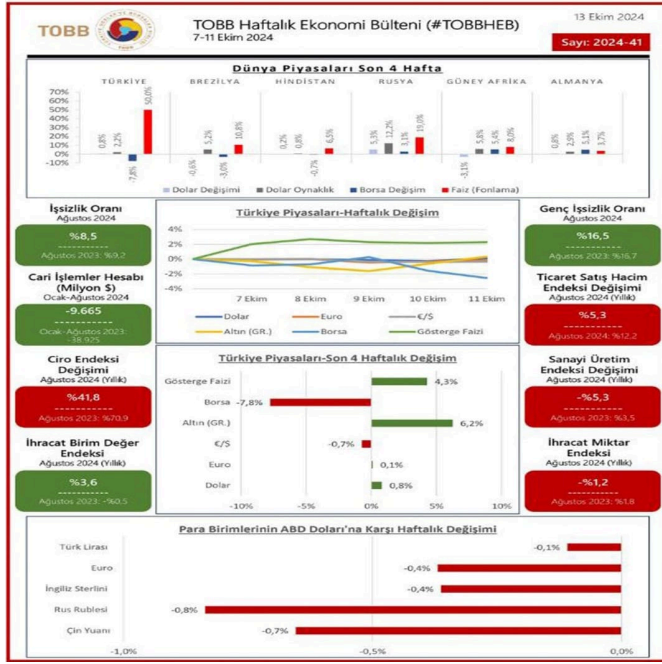 TOBB
TOBB Haftalık Ekonomi Bülteni (#TOBBHEB)
7-11 Ekim 2024
13 Ekim 2024
Sayı: 2024-41
Dünya Piyasaları Son 4 Hafta
TÜRKİYE BREZİLYA HİNDİSTAN RUSYA GÜNEY AFRİKA ALMANYA
70%
60%
50%
40%
30%
20%
10%
0%
-10%
0,8% 2,2% -7,8% 50,0%
-0,6% 5,2% -3,0% 10,8%
0,2% 0,8% -0,7% 6,5%
5,3% 12,2% 3,1% 19,0%
-3,1% 5,8% 5,4% 8,0%
0,8% 2,9% 5,1% 3,7%
Dolar Değişimi Dolar Oynaklık Borsa Değişim Faiz (Fonlama)
İşsizlik Oranı
Ağustos 2024
%8,5
----------
Ağustos 2023: %9,2
Cari İşlemler Hesabı
(Milyon $)
Ocak-Ağustos 2024
-9.665
----------
Ocak-Ağustos 2023:
-38.925
Ciro Endeksi
Değişimi
Ağustos 2024 (Yıllık)
%41,8
----------
Ağustos 2023: %70,9
İhracat Birim Değer
Endeksi
Ağustos 2024 (Yıllık)
%3,6
----------
Ağustos 2023: -%0,5
Türkiye Piyasaları-Haftalık Değişim
4%
2%
0%
-2%
-4%
7 Ekim 8 Ekim 9 Ekim 10 Ekim 11 Ekim
Dolar Euro €/$
Altın (GR.) Borsa Gösterge Faizi
Türkiye Piyasaları-Son 4 Haftalık Değişim
Gösterge Faizi 4,3%
Borsa -7,8%
Altın (GR.) 6,2%
€/$ -0,7%
Euro 0,1%
Dolar 0,8%
-10% -5% 0% 5% 10%
Genç İşsizlik Oranı
Ağustos 2024
%16,5
----------
Ağustos 2023: %16,7
Ticaret Satış Hacim
Endeksi Değişimi
Ağustos 2024 (Yıllık)
%5,3
----------
Ağustos 2023: %12,2
Sanayi Üretim
Endeksi Değişimi
Ağustos 2024 (Yıllık)
-%5,3
----------
Ağustos 2023: %3,5
İhracat Miktar
Endeksi
Ağustos 2024 (Yıllık)
-%1,2
----------
Ağustos 2023: %1.8
Para Birimlerinin ABD Doları'na Karşı Haftalık Değişimi
Türk Lirası -0,1%
Euro -0,4%
İngiliz Sterlini -0,4%
Rus Rublesi -0,8%
Çin Yuanı -0,7%
-1,0% -0,5% 0,0%